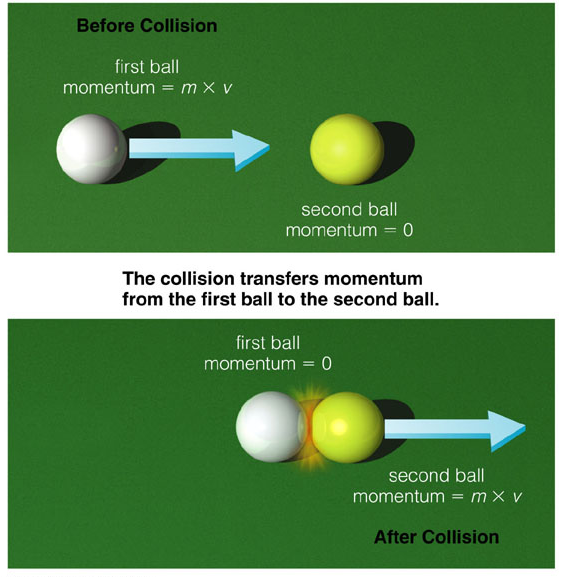 Before Collision
first ball
momentum = m × v
second ball
momentum = 0
The collision transfers momentum
from the first ball to the second ball.
first ball
momentum = 0
second ball
momentum = m × v
After Collision